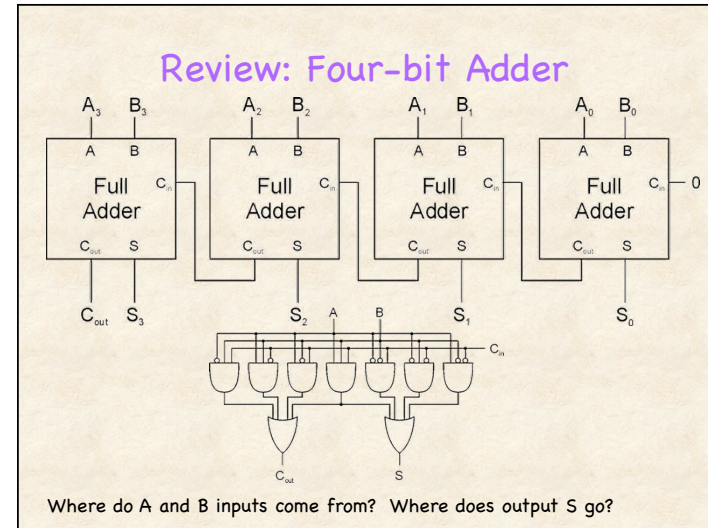 Review: Four-bit Adder
A₃ B₃ A₂ B₂ A₁ B₁ A₀ B₀
A B A B A B A B
Full Adder Cᵢₙ Full Adder Cᵢₙ Full Adder Cᵢₙ Full Adder Cᵢₙ 0
Cₒᵤₜ S Cₒᵤₜ S Cₒᵤₜ S Cₒᵤₜ S
Cₒᵤₜ S₃ S₂ S₁ S₀
A B
Cᵢₙ
Cₒᵤₜ S
Where do A and B inputs come from? Where does output S go?